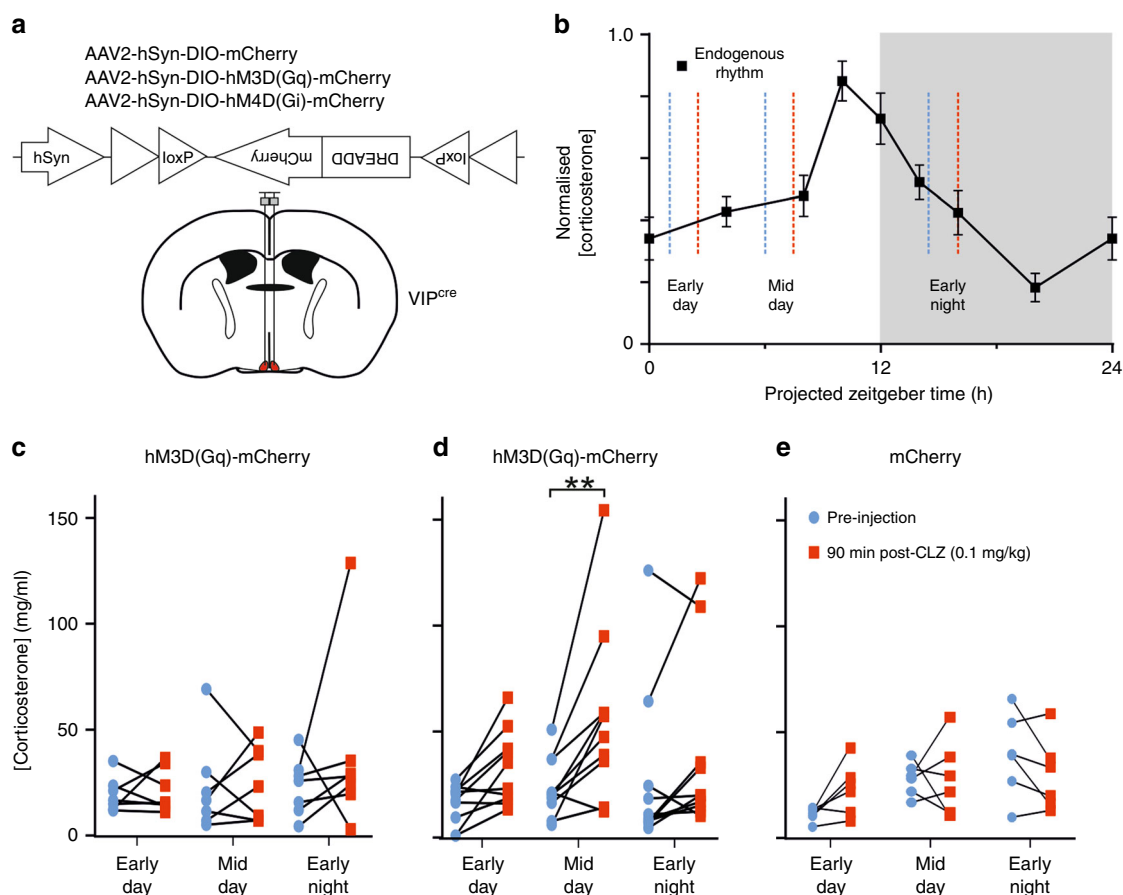 a
AAV2-hSyn-DIO-mCherry
AAV2-hSyn-DIO-hM3D(Gq)-mCherry
AAV2-hSyn-DIO-hM4D(Gi)-mCherry
hSyn
loxP
mCherry
DREADD
loxP
VIPcre
b
1.0
Endogenous
rhythm
Normalised
[corticosterone]
Early
day
Mid
day
Early
night
0
0
12
24
Projected zeitgeber time (h)
c
hM3D(Gq)-mCherry
d
hM3D(Gq)-mCherry
e
mCherry
**
150
100
50
0
[Corticosterone] (mg/ml)
Pre-injection
90 min post-CLZ (0.1 mg/kg)
Early
day
Mid
day
Early
night
Early
day
Mid
day
Early
night
Early
day
Mid
day
Early
night